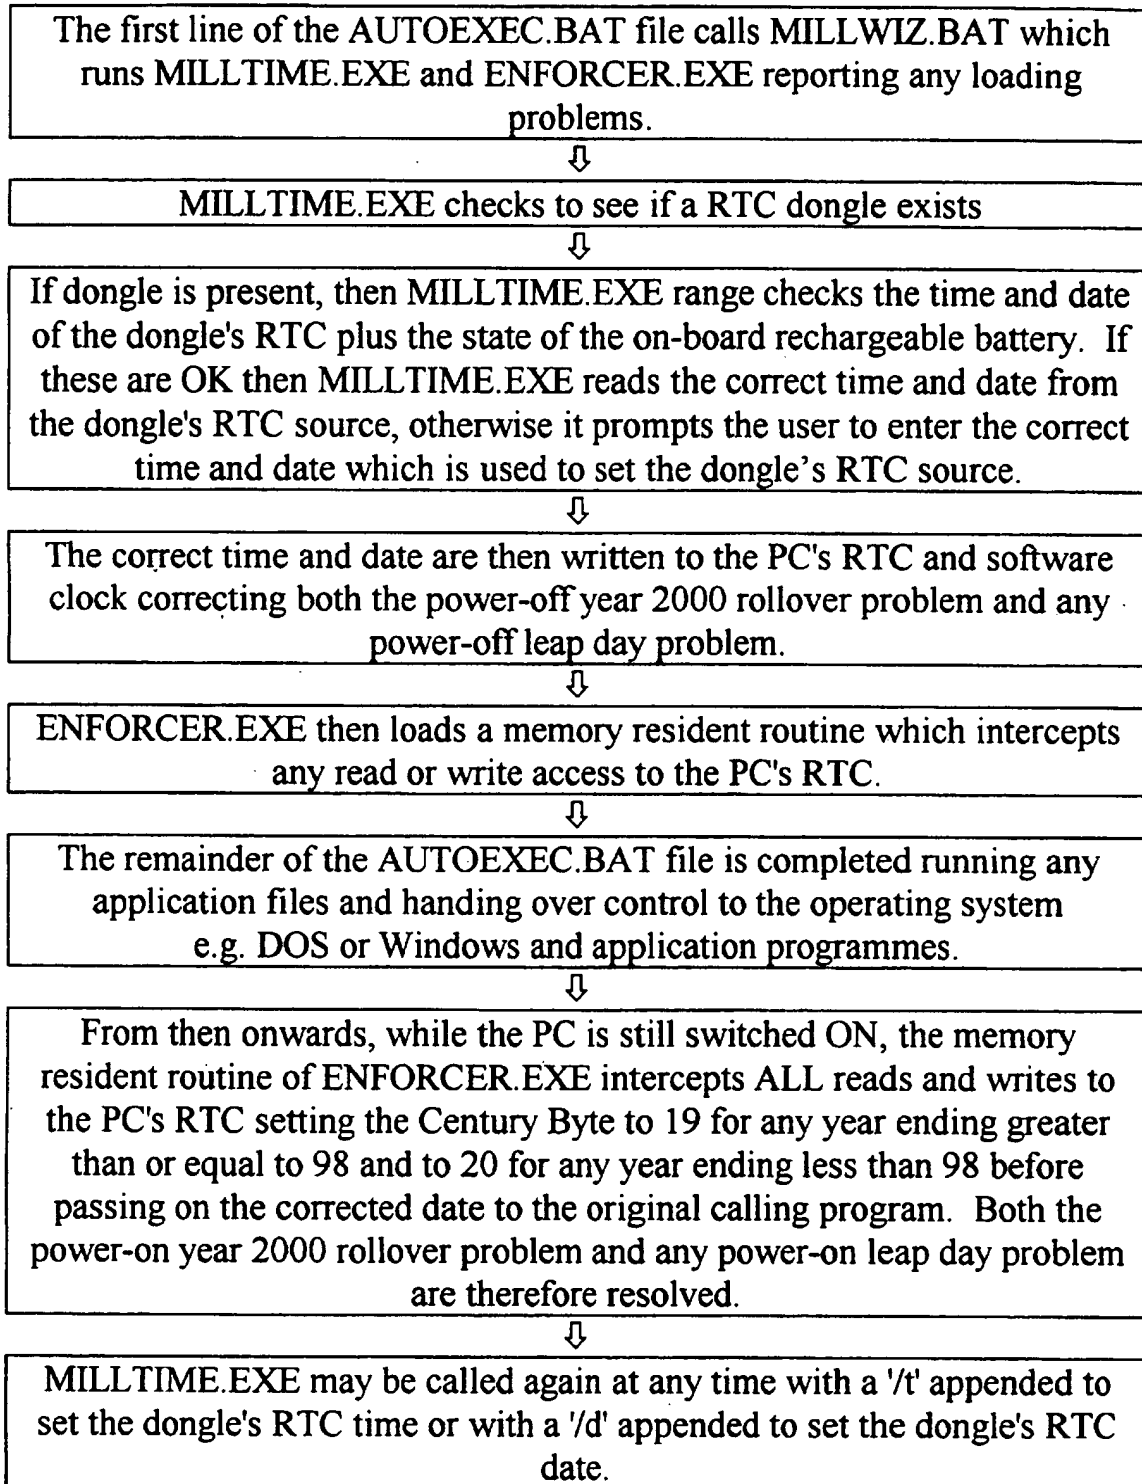 The first line of the AUTOEXEC.BAT file calls MILLWIZ.BAT which
runs MILLTIME.EXE and ENFORCER.EXE reporting any loading
problems.
MILLTIME.EXE checks to see if a RTC dongle exists
If dongle is present, then MILLTIME.EXE range checks the time and date
of the dongle's RTC plus the state of the on-board rechargeable battery. If
these are OK then MILLTIME.EXE reads the correct time and date from
the dongle's RTC source, otherwise it prompts the user to enter the correct
time and date which is used to set the dongle's RTC source.
The correct time and date are then written to the PC's RTC and software
clock correcting both the power-off year 2000 rollover problem and any
power-off leap day problem.
ENFORCER.EXE then loads a memory resident routine which intercepts
any read or write access to the PC's RTC.
The remainder of the AUTOEXEC.BAT file is completed running any
application files and handing over control to the operating system
e.g. DOS or Windows and application programmes.
From then onwards, while the PC is still switched ON, the memory
resident routine of ENFORCER.EXE intercepts ALL reads and writes to
the PC's RTC setting the Century Byte to 19 for any year ending greater
than or equal to 98 and to 20 for any year ending less than 98 before
passing on the corrected date to the original calling program. Both the
power-on year 2000 rollover problem and any power-on leap day problem
are therefore resolved.
MILLTIME.EXE may be called again at any time with a '/t' appended to
set the dongle's RTC time or with a '/d' appended to set the dongle's RTC
date.